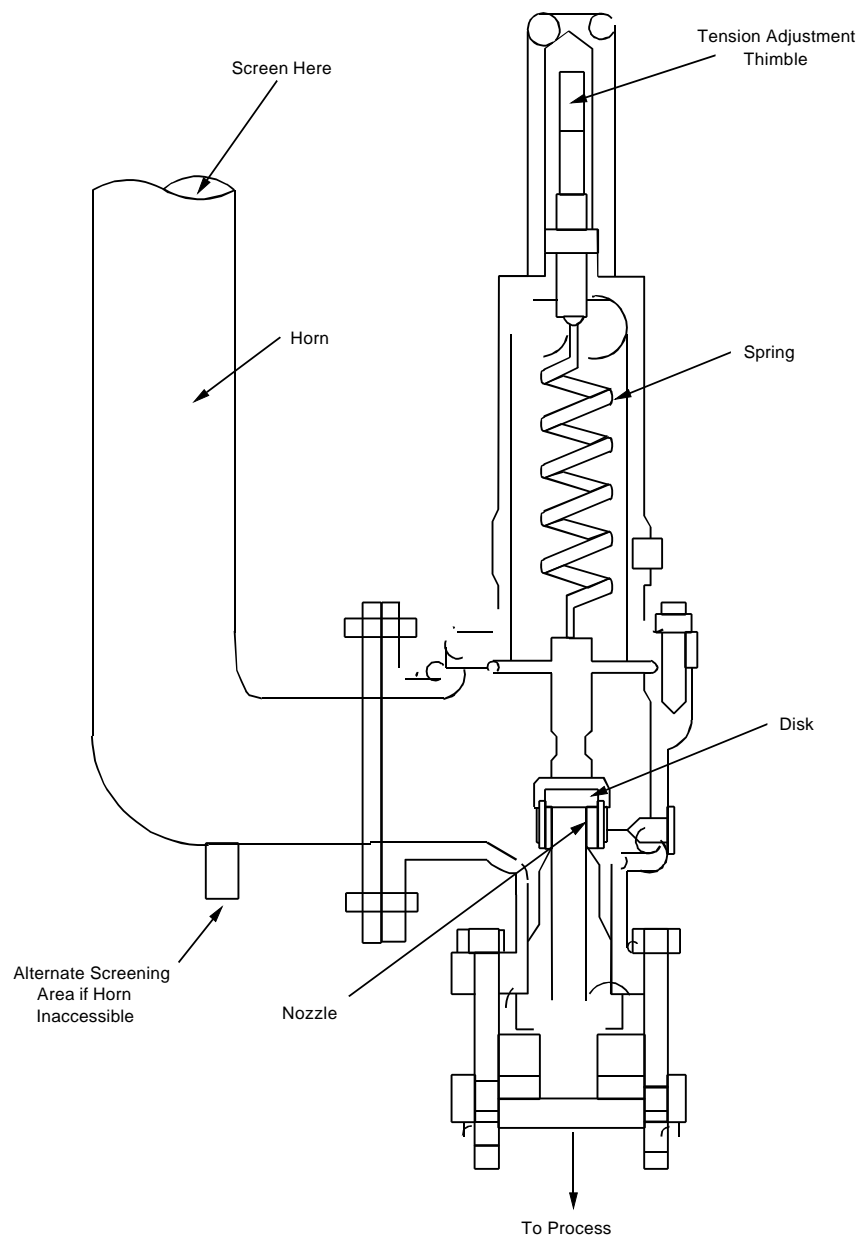 Tension Adjustment
Thimble
Screen Here
Horn
Spring
Disk
Alternate Screening
Area if Horn
Inaccessible
Nozzle
To Process